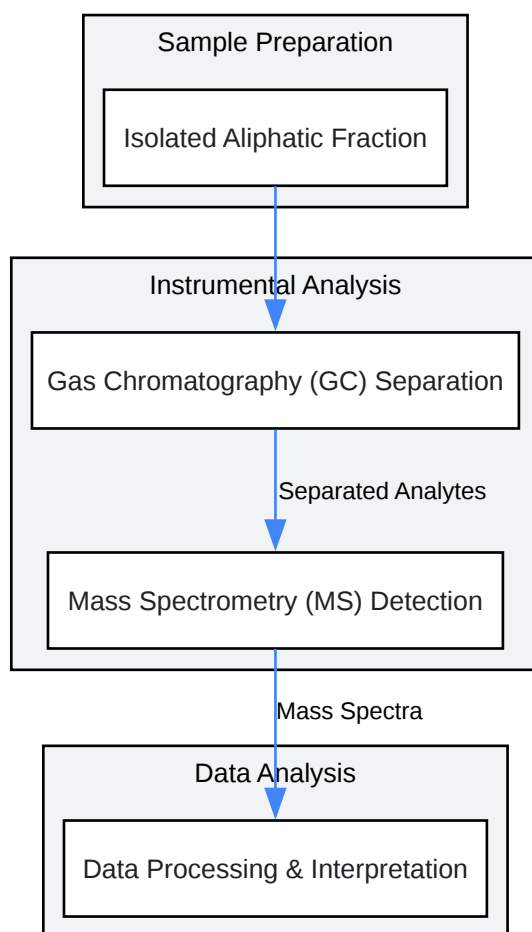 Sample Preparation
Isolated Aliphatic Fraction
Instrumental Analysis
Gas Chromatography (GC) Separation
Separated Analytes
Mass Spectrometry (MS) Detection
Mass Spectra
Data Analysis
Data Processing & Interpretation